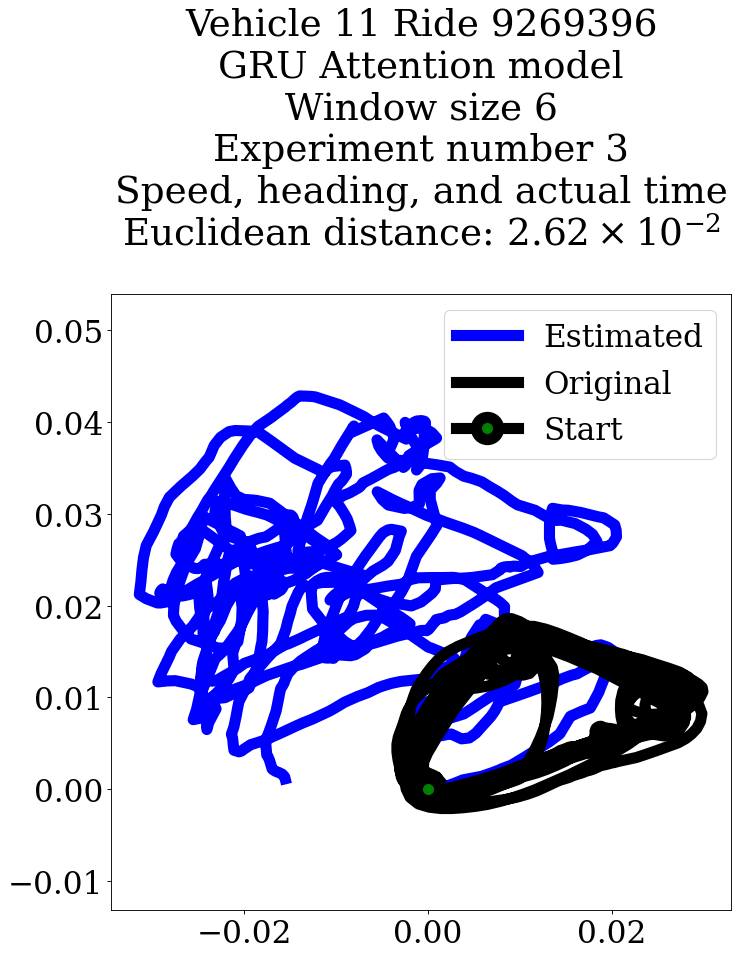 Vehicle 11 Ride 9269396
GRU Attention model
Window size 6
Experiment number 3
Speed, heading, and actual time
Euclidean distance: 2.62 × 10⁻²
Estimated
Original
Start
0.05
0.04
0.03
0.02
0.01
0.00
−0.01
−0.02 0.00 0.02